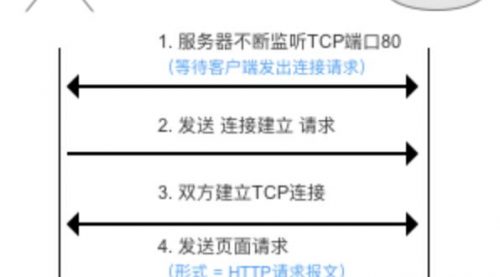 1. 服务器不断监听TCP端口80
（等待客户端发出连接请求）
2. 发送 连接建立 请求
3. 双方建立TCP连接
4. 发送页面请求
（形式 = HTTP请求报文）